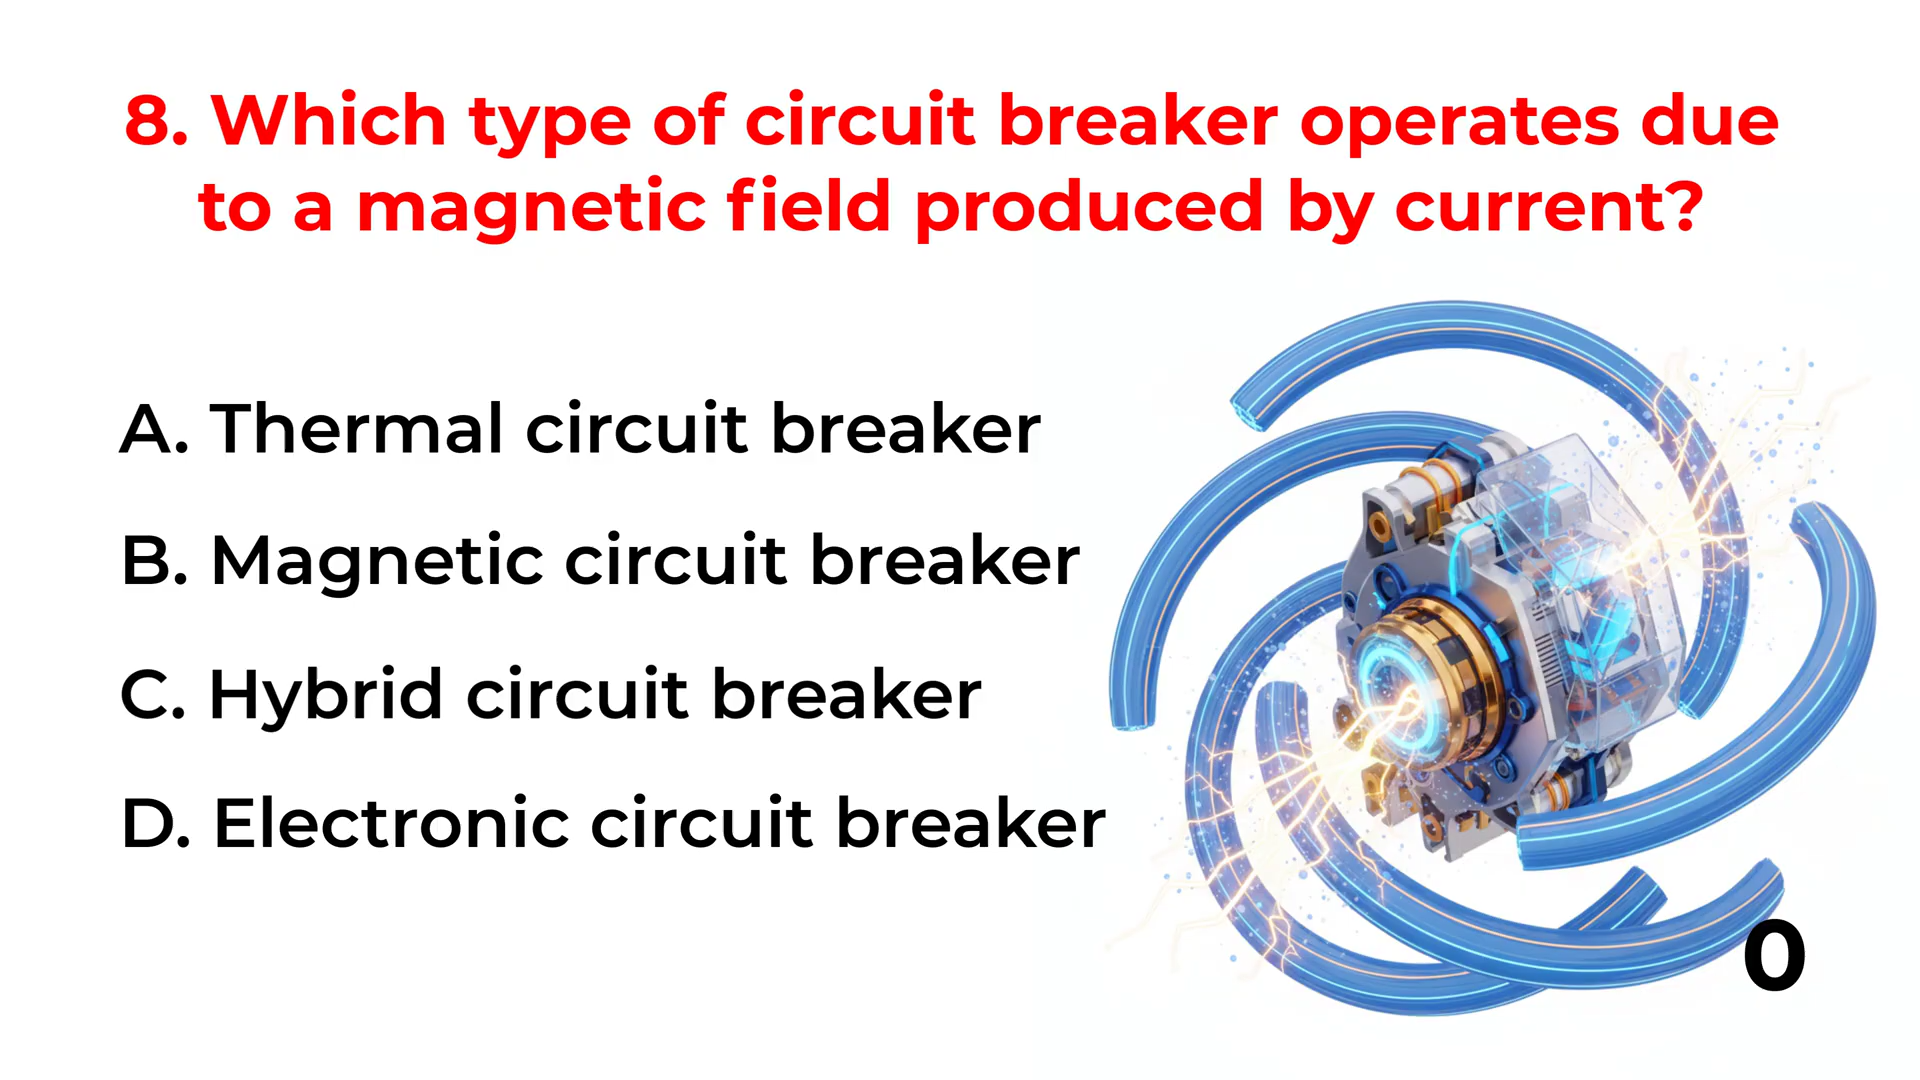 8. Which type of circuit breaker operates due
to a magnetic field produced by current?
A. Thermal circuit breaker
B. Magnetic circuit breaker
C. Hybrid circuit breaker
D. Electronic circuit breaker
0